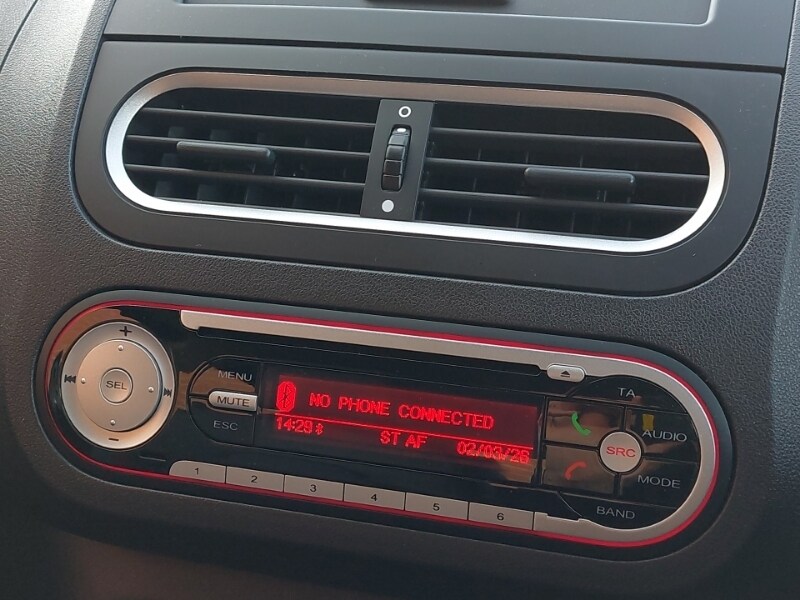 +
SEL
-
MENU
MUTE
ESC
NO PHONE CONNECTED
14:29
ST AF
02/03/26
TA
AUDIO
SRC
MODE
BAND
1 2 3 4 5 6